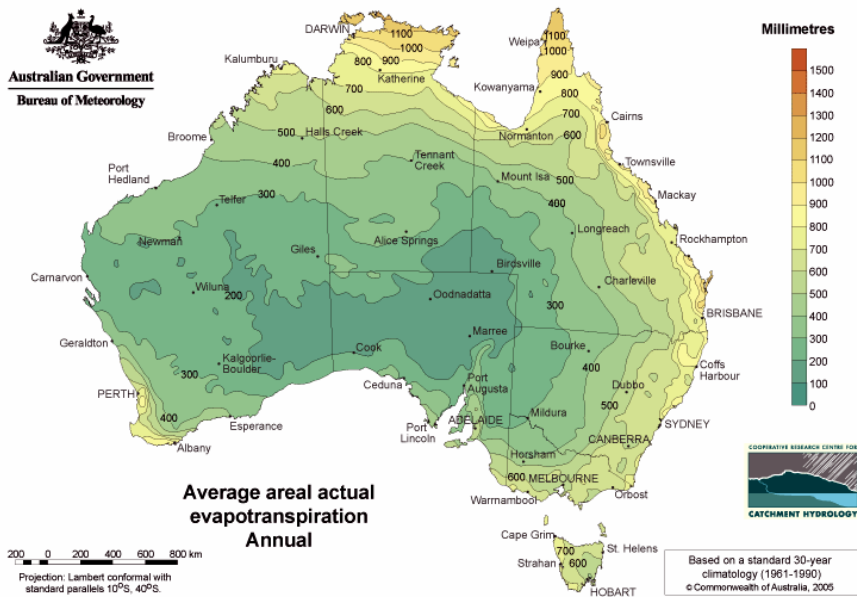 Australian Government
Bureau of Meteorology
Average areal actual
evapotranspiration
Annual
200 0 200 400 600 800 km
Projection: Lambert conformal with
standard parallels 10°S, 40°S.
Millimetres
1500
1400
1300
1200
1100
1000
900
800
700
600
500
400
300
200
100
0
DARWIN
1100
1000
Weipa
1100
1000
Kalumburu
800
900
Katherine
900
700
Kowanyama
800
600
700
Cairns
Broome
500
Halls Creek
Normanton
600
Port
Hedland
400
Tennant
Creek
Townsville
Mount Isa
500
Mackay
Telfer
300
400
Newman
Alice Springs
Longreach
Rockhampton
Giles
Birdsville
Carnarvon
Wiluna
200
Oodnadatta
300
Charleville
BRISBANE
Geraldton
Marree
Cook
Bourke
Kalgoorlie-
Boulder
300
400
Coffs
Harbour
Ceduna
Port
Augusta
Dubbo
PERTH
500
400
Esperance
Port
Lincoln
ADELAIDE
Mildura
SYDNEY
Albany
CANBERRA
Horsham
600
MELBOURNE
Warrnambool
Orbost
Cape Grim
700
St. Helens
Strahan
600
HOBART
COOPERATIVE RESEARCH CENTRE FOR
CATCHMENT HYDROLOGY
Based on a standard 30-year
climatology (1961-1990)
© Commonwealth of Australia, 2005